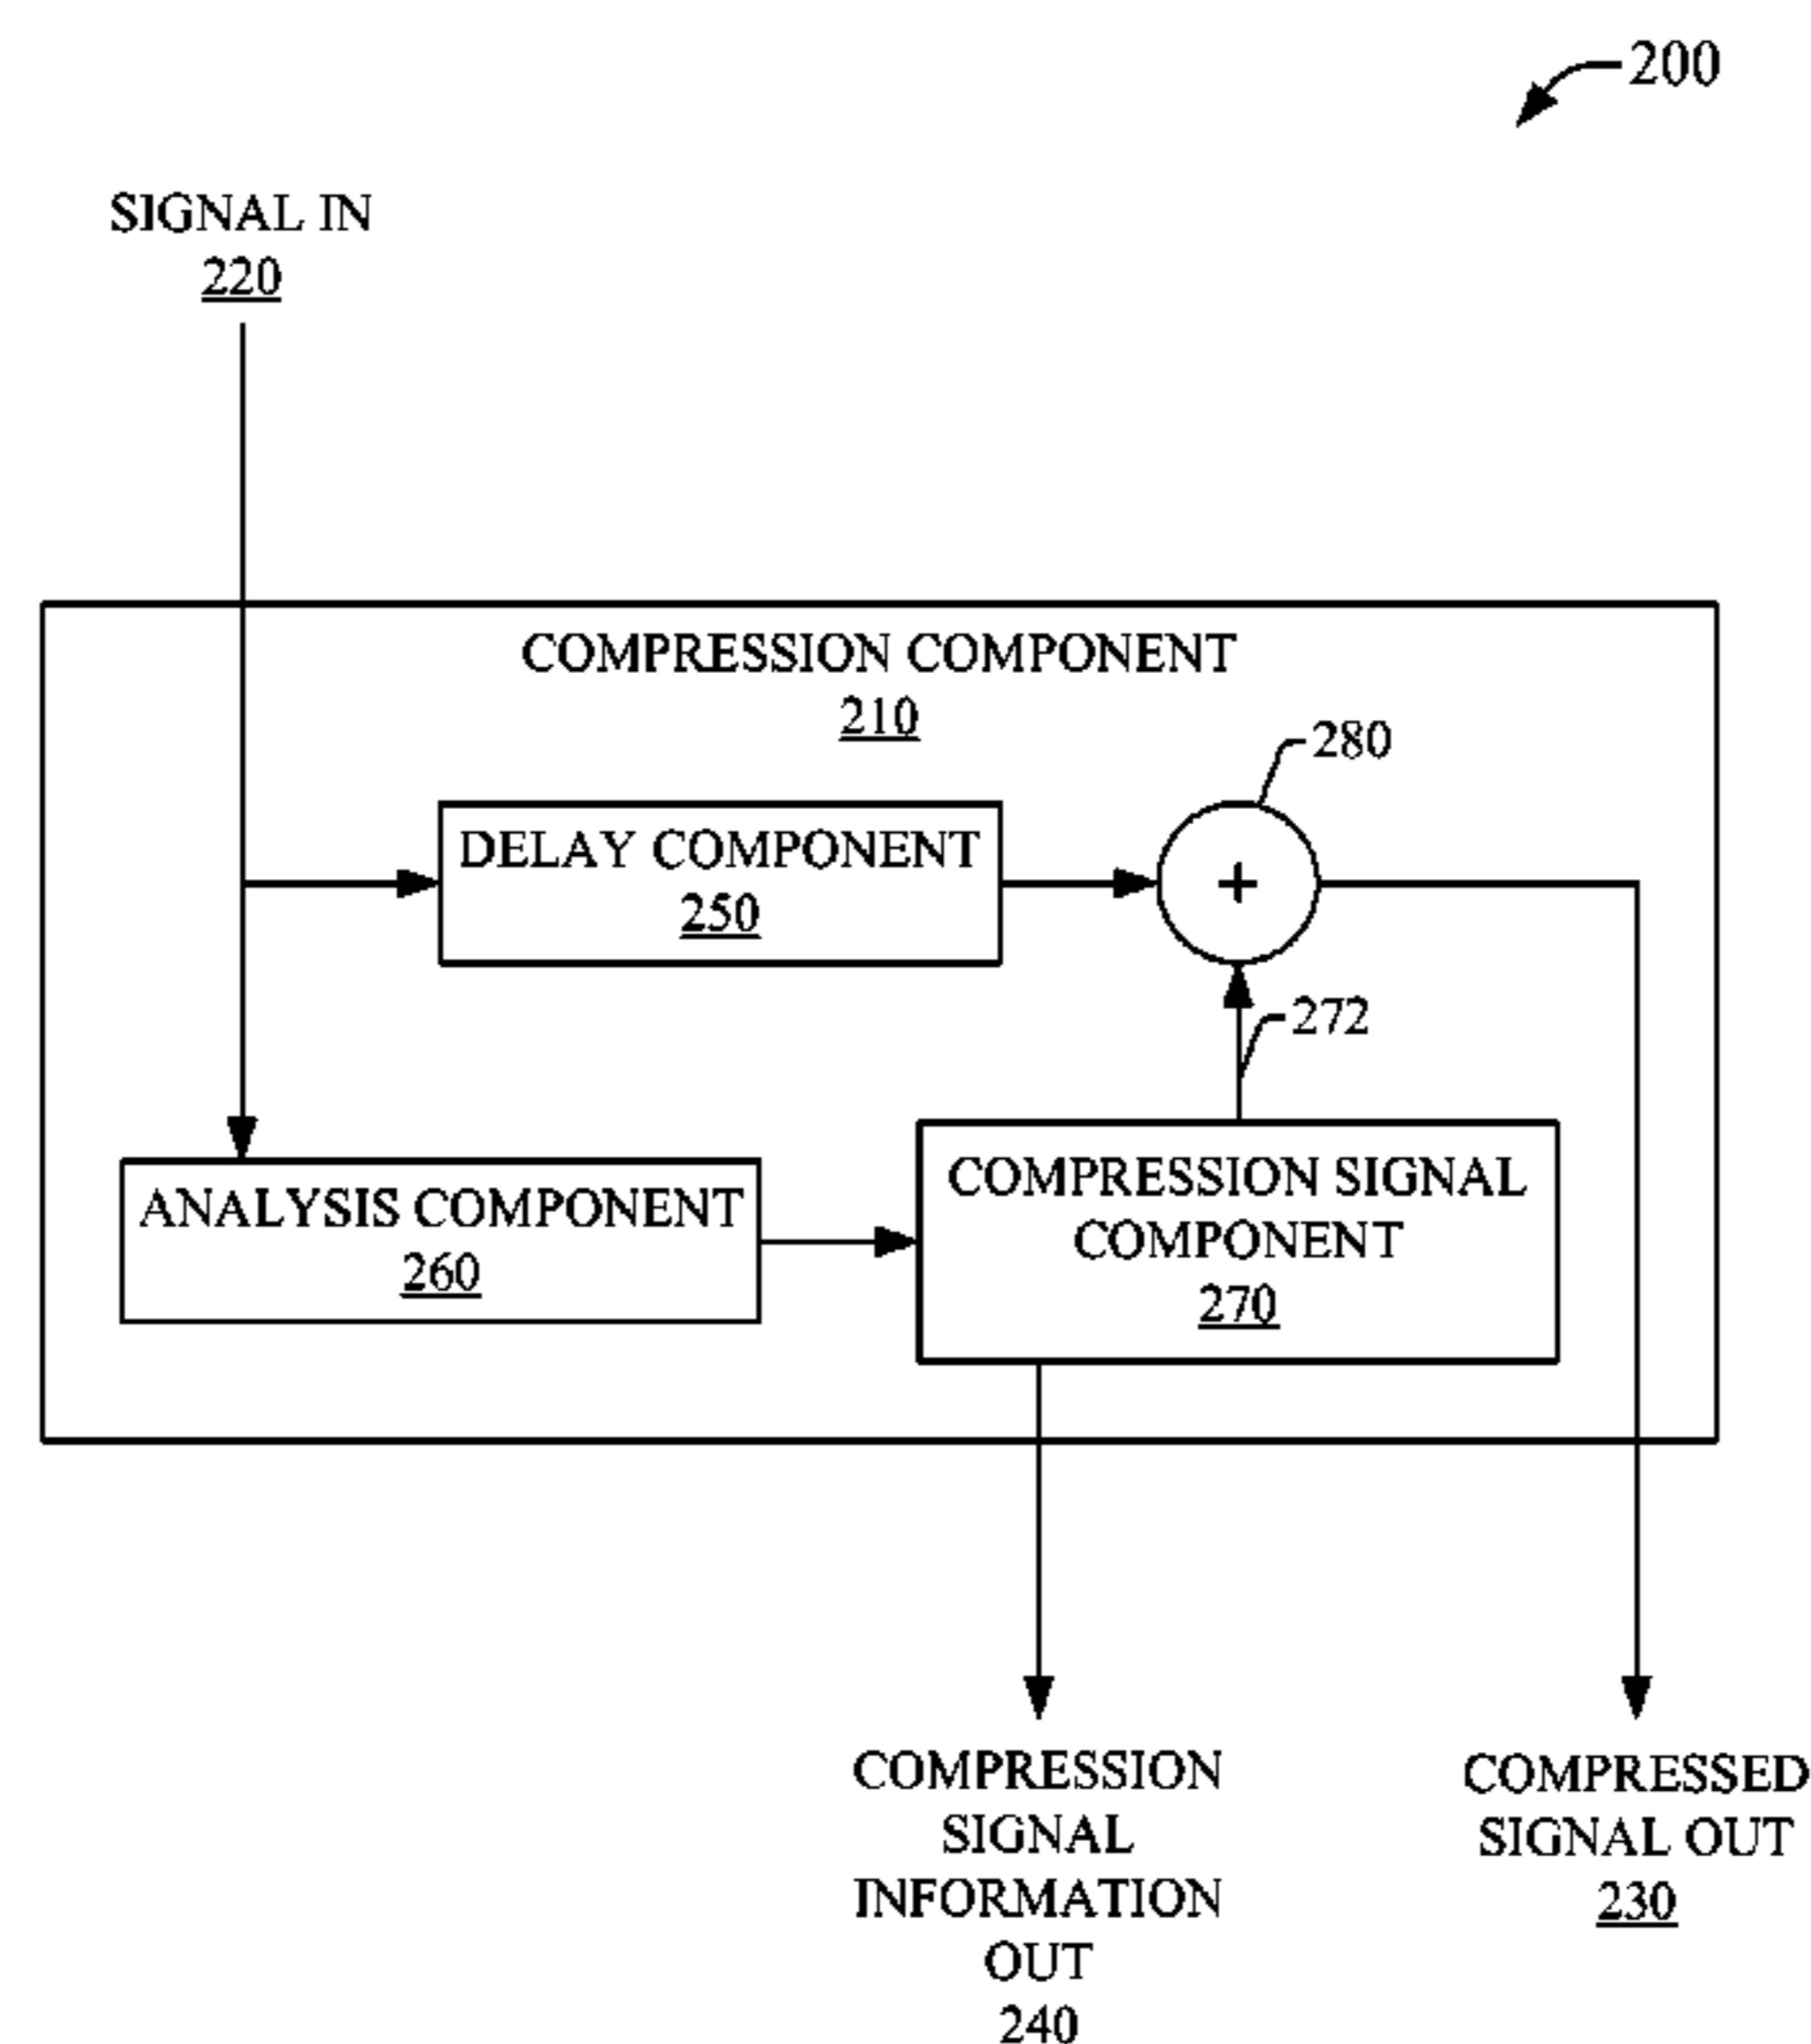 200
SIGNAL IN
220
COMPRESSION COMPONENT
210
280
DELAY COMPONENT
250
+
272
ANALYSIS COMPONENT
260
COMPRESSION SIGNAL
COMPONENT
270
COMPRESSION
SIGNAL
INFORMATION
OUT
240
COMPRESSED
SIGNAL OUT
230